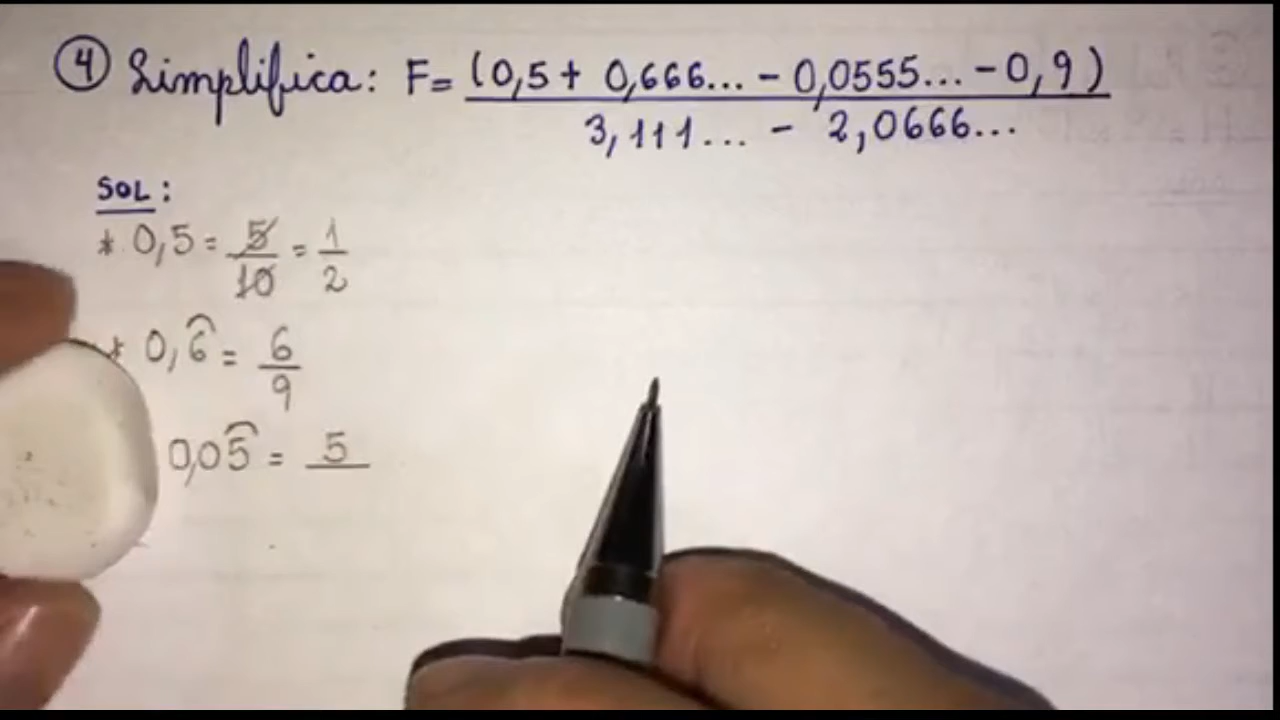 ④ Simplifica: F= (0,5 + 0,666... - 0,0555... - 0,9)
3,111... - 2,0666...
SOL:
* 0,5 = 5/10 = 1/2
* 0,6̂ = 6/9
0,05̂ = 5